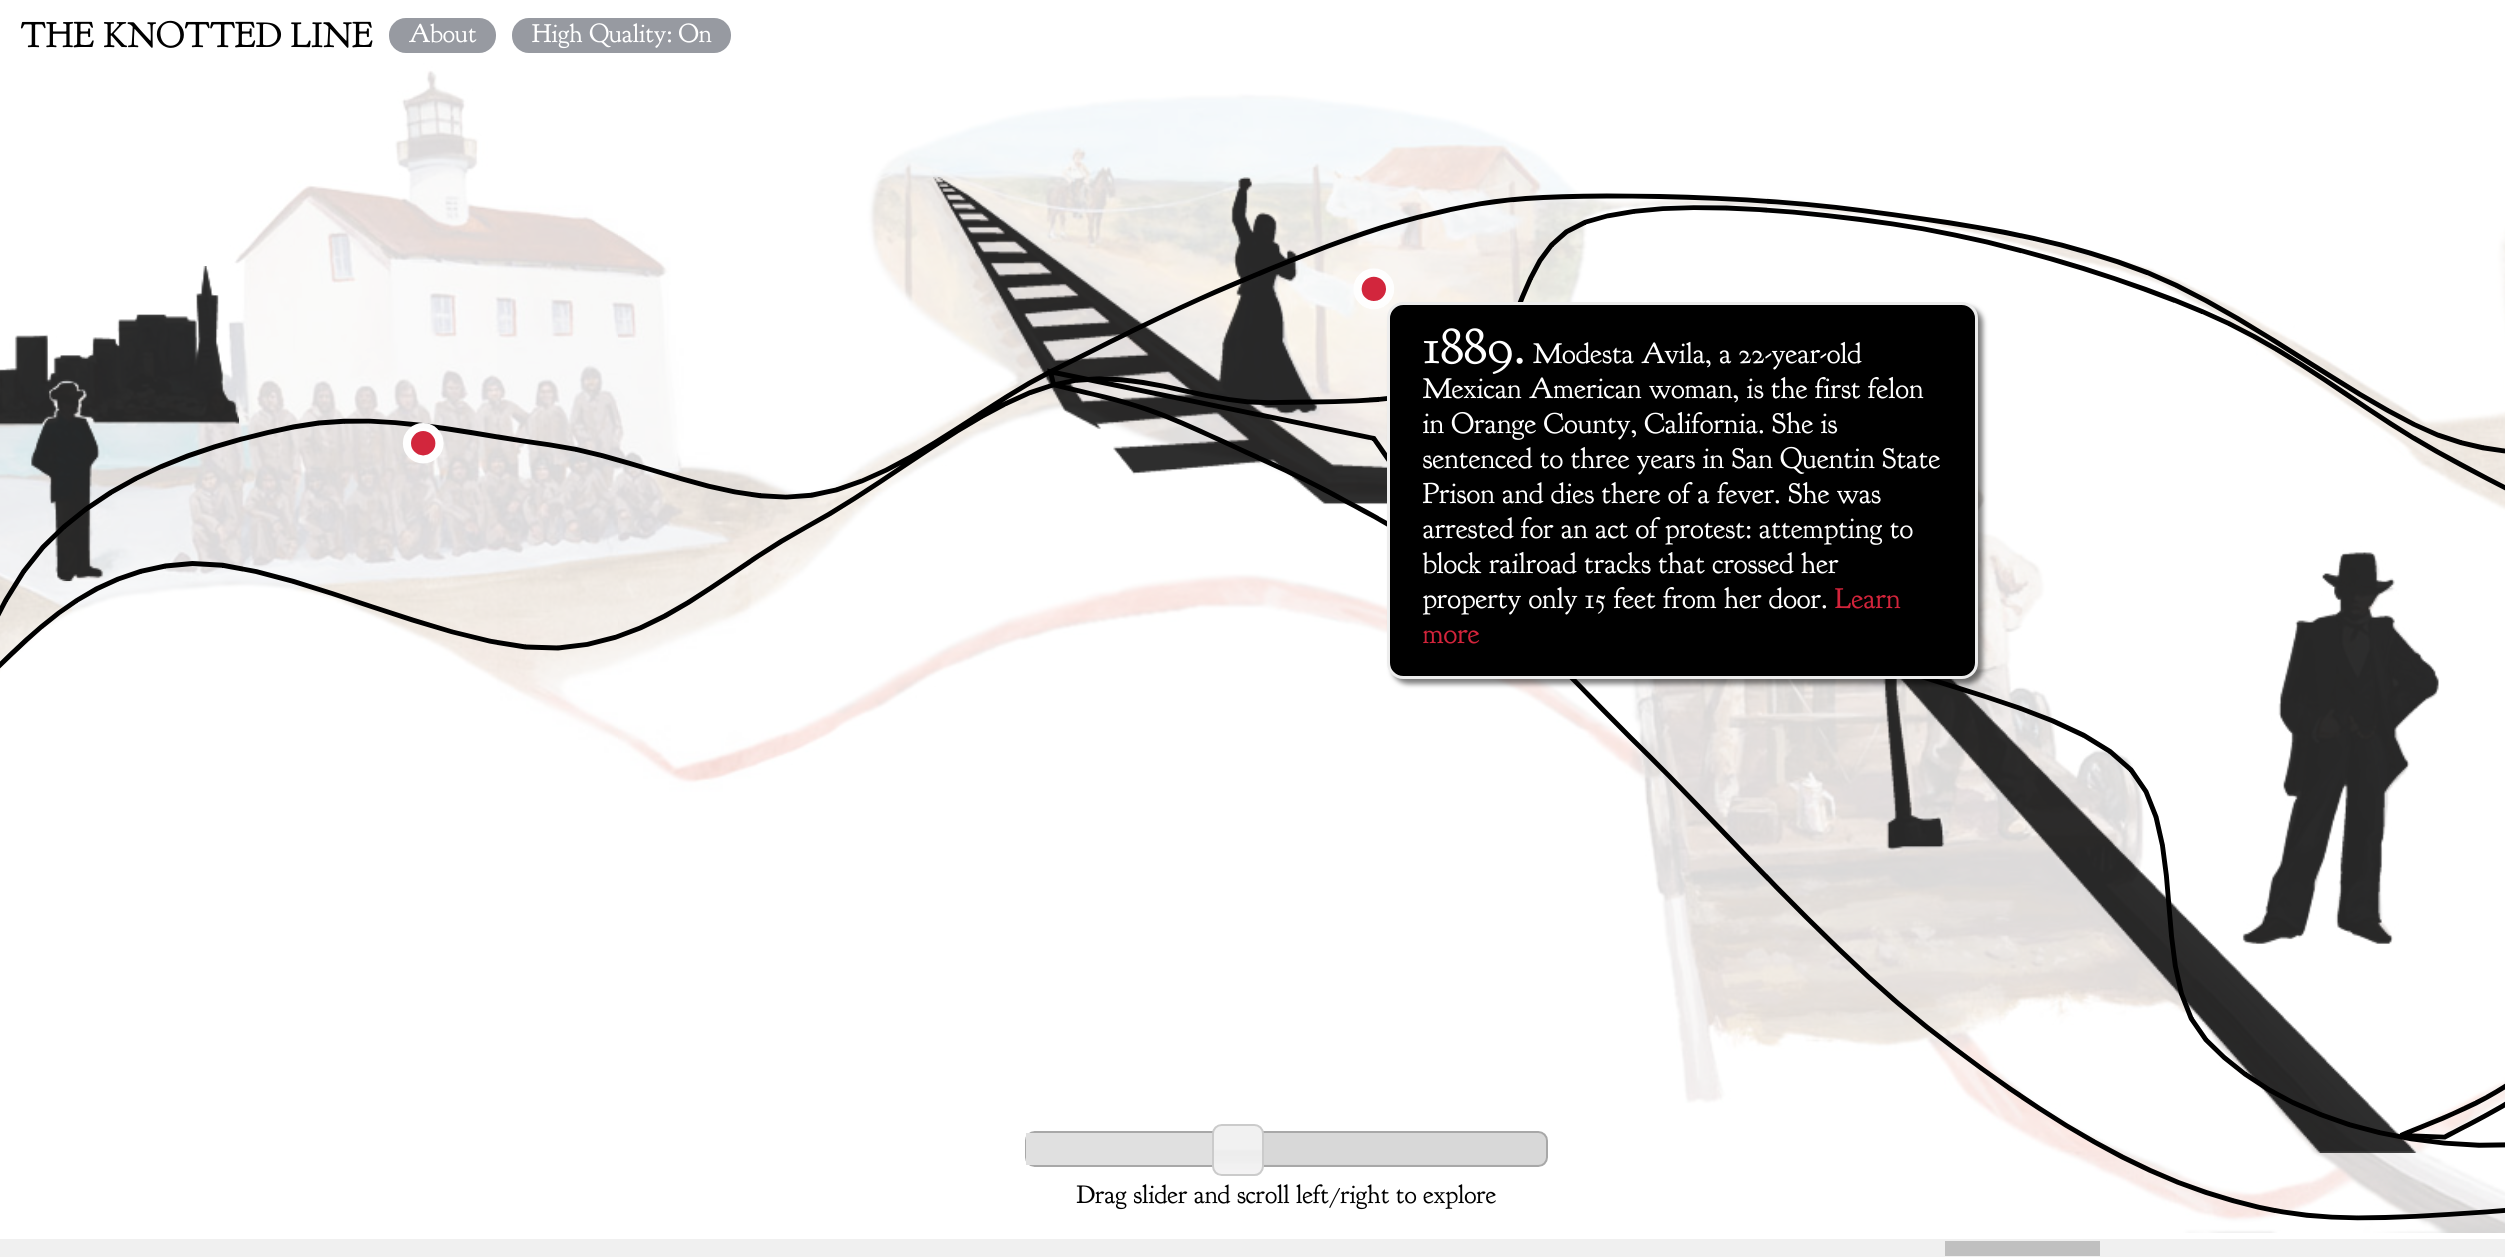 THE KNOTTED LINE
About
High Quality: On
1889. Modesta Avila, a 22-year-old
Mexican American woman, is the first felon
in Orange County, California. She is
sentenced to three years in San Quentin State
Prison and dies there of a fever. She was
arrested for an act of protest: attempting to
block railroad tracks that crossed her
property only 15 feet from her door. Learn
more
Drag slider and scroll left/right to explore